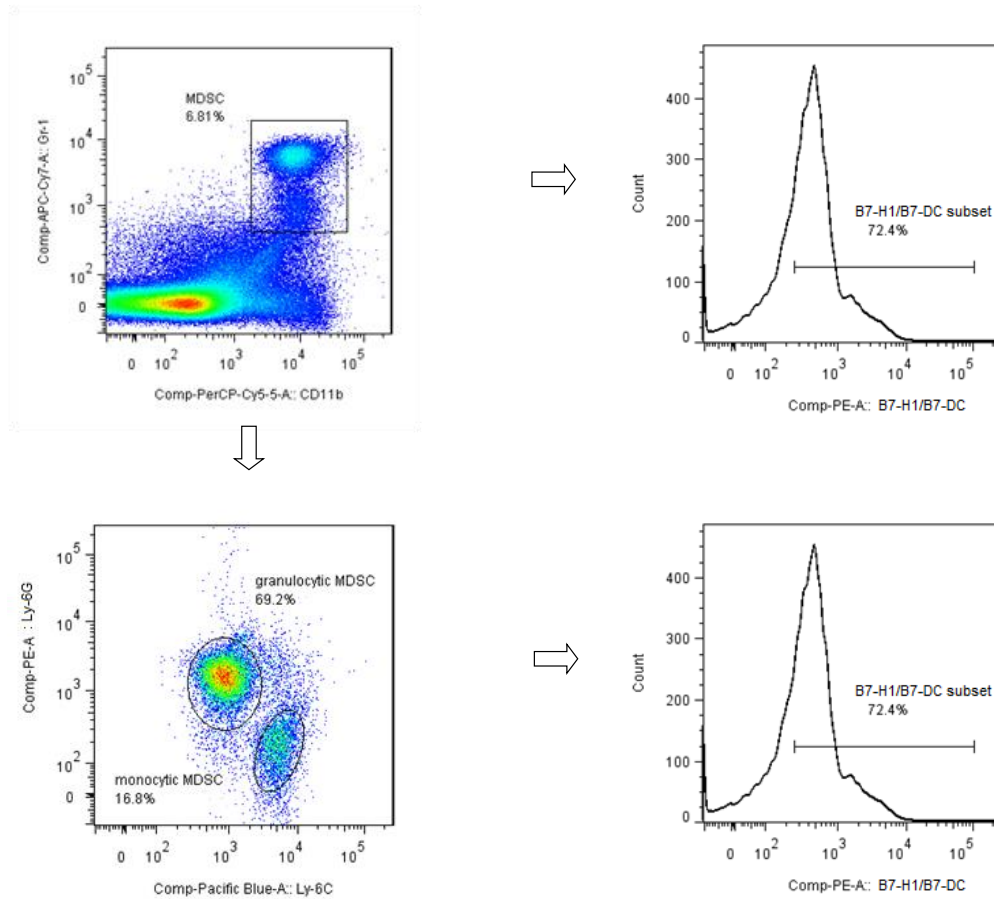 MDSC
6.81%
10^5
10^4
10^3
10^2
0
Comp-APC-Cy7-A:: Gr-1
0 10^2 10^3 10^4 10^5
Comp-PerCP-Cy5-5-A:: CD11b
400
300
200
100
0
Count
B7-H1/B7-DC subset
72.4%
0 10^2 10^3 10^4 10^5
Comp-PE-A:: B7-H1/B7-DC
10^5
10^4
10^3
10^2
0
Comp-PE-A : Ly-6G
granulocytic MDSC
69.2%
monocytic MDSC
16.8%
0 10^2 10^3 10^4 10^5
Comp-Pacific Blue-A:: Ly-6C
400
300
200
100
0
Count
B7-H1/B7-DC subset
72.4%
0 10^2 10^3 10^4 10^5
Comp-PE-A:: B7-H1/B7-DC